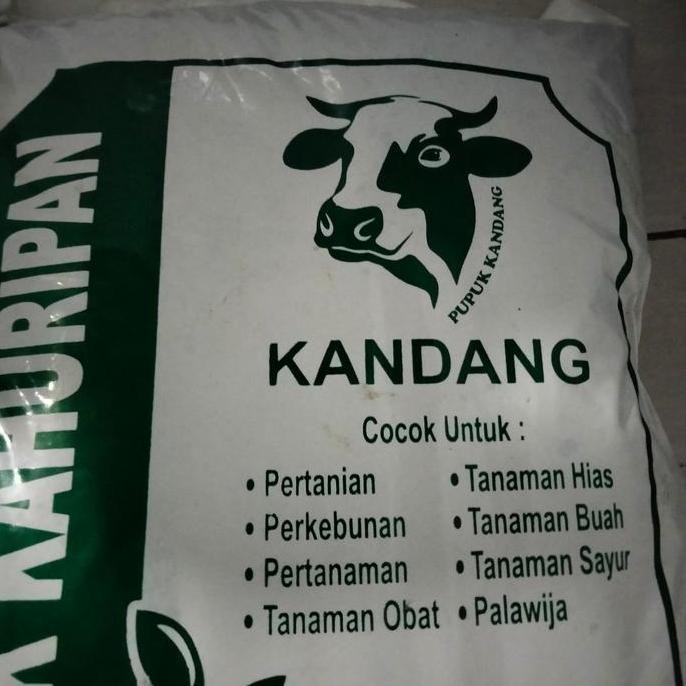 KAHURIPAN
PUPUK KANDANG
KANDANG
Cocok Untuk :
• Pertanian
• Perkebunan
• Pertanaman
• Tanaman Obat
• Tanaman Hias
• Tanaman Buah
• Tanaman Sayur
• Palawija